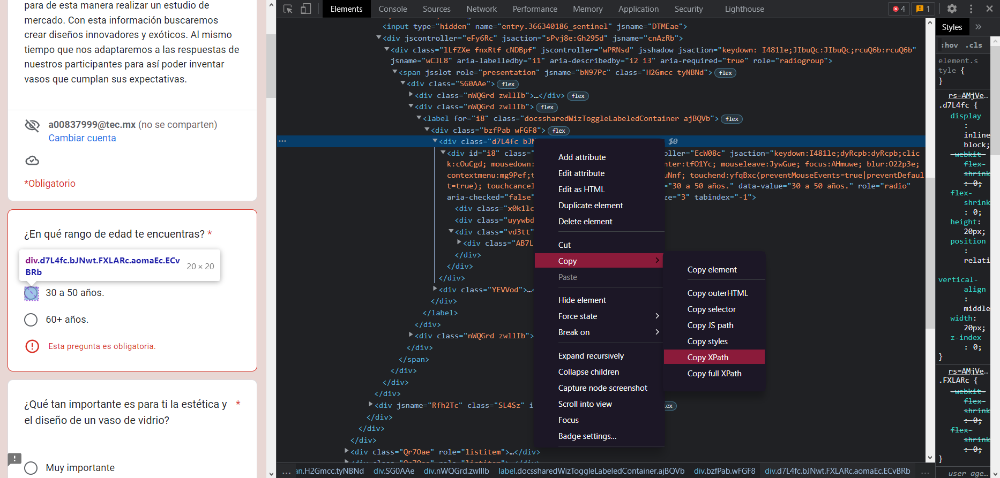 para de esta manera realizar un estudio de
mercado. Con esta información buscaremos
crear diseños innovadores y exóticos. Al mismo
tiempo que nos adaptaremos a las respuestas de
nuestros participantes para así poder inventar
vasos que cumplan sus expectativas.
a00837999@tec.mx (no se comparten)
Cambiar cuenta
*Obligatorio
¿En qué rango de edad te encuentras? *
div.d7L4fc.bJNwt.FXLARc.aomaEc.ECv
BRb 20 × 20
30 a 50 años.
60+ años.
Esta pregunta es obligatoria.
¿Qué tan importante es para ti la estética y *
el diseño de un vaso de vidrio?
Muy importante
Elements Console Sources Network Performance Memory Application Security Lighthouse 4 1
<input type="hidden" name="entry.366340186_sentinel" jsname="DTMEae">
<div jscontroller="eFy6Rc" jsaction="sPvj8e:Gh295d" jsname="cnAzRb">
<div class="lLfZXe fnxRtf cNDBpf" jscontroller="wPRNsd" jsshadow jsaction="keydown: I481le;JIbuQc:JIbuQc;rcuQ6b:rcuQ6b"
jsname="wCJL8" aria-labelledby="i1" aria-describedby="i2 i3" aria-required="true" role="radiogroup">
<span jsslot role="presentation" jsname="bN97Pc" class="H2Gmcc tyNBNd"> flex
<div class="SG0AAe"> flex
<div class="nWQGrd zwllIb">…</div> flex
<div class="nWQGrd zwllIb"> flex
<label for="i8" class="docssharedWizToggleLabeledContainer ajBQVb"> flex
<div class="bzfPab wFGF8"> flex
… <div class="d7L4fc bJN $0
<div id="i8" class=" oller="EcW08c" jsaction="keydown:I481le;dyRcpb:dyRcpb;clic
k:cOuCgd; mousedown: nter:tfO1Yc; mouseleave:JywGue; focus:AHmuwe; blur:O22p3e;
contextmenu:mg9Pef;t uNnf; touchend:yfqBxc(preventMouseEvents=true|preventDefaul
t=true); touchcancel ="30 a 50 años." data-value="30 a 50 años." role="radio"
aria-checked="false" ze="3" tabindex="-1">
<div class="x0k1lc
<div class="uyywbd
<div class="vd3tt"
<div class="AB7L
</div>
</div>
</div>
<div class="YEVVod">…<
</div>
</label>
</div>
<div class="nWQGrd zwllIb">
</div>
</span>
</div>
</div>
</div>
<div jsname="Rfh2Tc" class="SL4Sz" i ex
</div>
</div>
</div>
<div class="Qr7Oae" role="listitem">…</div>
<div class="Qr7Oae" role="listitem">…</div>
… an.H2Gmcc.tyNBNd div.SG0AAe div.nWQGrd.zwllIb label.docssharedWizToggleLabeledContainer.ajBQVb div.bzfPab.wFGF8 div.d7L4fc.bJNwt.FXLARc.aomaEc.ECvBRb …
Add attribute
Edit attribute
Edit as HTML
Duplicate element
Delete element
Cut
Copy
Paste
Hide element
Force state
Break on
Expand recursively
Collapse children
Capture node screenshot
Scroll into view
Focus
Badge settings...
Copy element
Copy outerHTML
Copy selector
Copy JS path
Copy styles
Copy XPath
Copy full XPath
Styles
:hov .cls
element.s
tyle {
}
rs=AMjVe…
.d7L4fc {
display
:
inline
block;
-webkit-
flex-
shrink
: 0;
flex-
shrink
: 0;
height:
20px;
position
:
relati
vertical-
align
:
middle
width:
20px;
z-index
: 0;
}
rs=AMjVe…
.FXLARc {
-webkit-
flex-
shrink
: 0;
flex-
shrink
: 0;
}
user age…